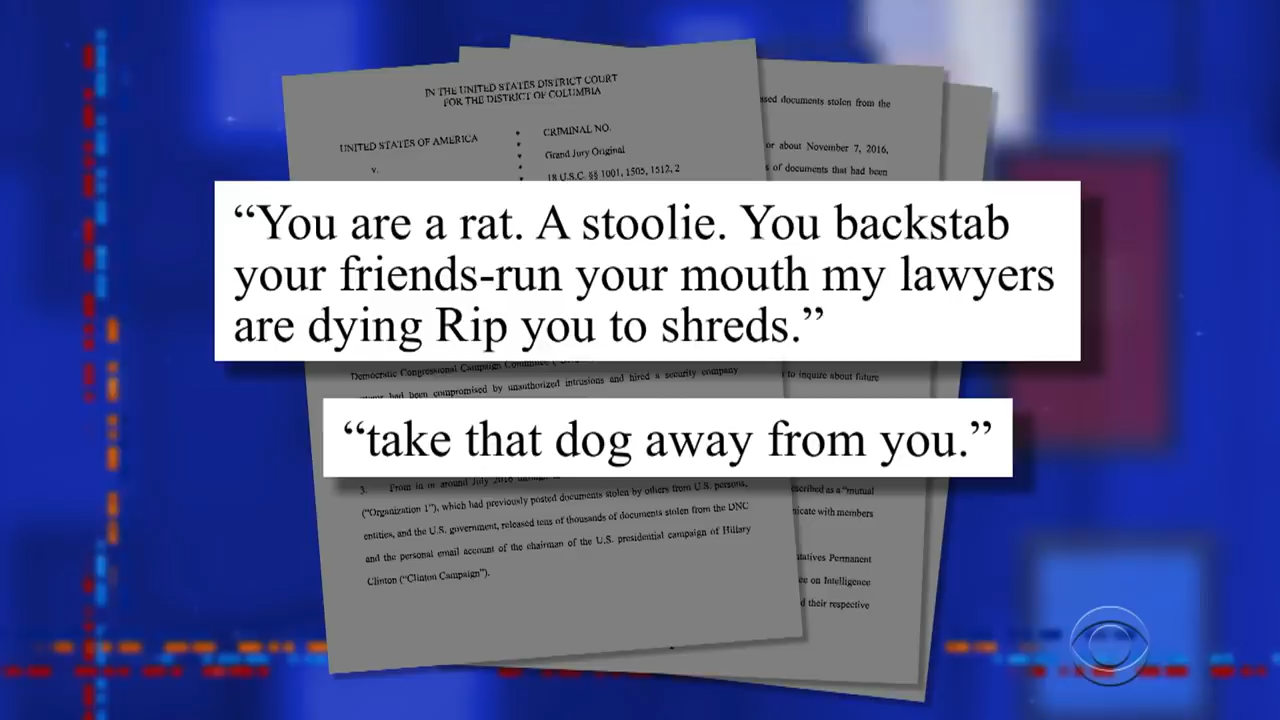 IN THE UNITED STATES DISTRICT COURT
FOR THE DISTRICT OF COLUMBIA
UNITED STATES OF AMERICA
v.
CRIMINAL NO.
Grand Jury Original
18 U.S.C. §§ 1001, 1505, 1512, 2
documents stolen from the
or about November 7, 2016,
of documents that had been
“You are a rat. A stoolie. You backstab
your friends-run your mouth my lawyers
are dying Rip you to shreds.”
Democratic Congressional Campaign Committee
had been compromised by unauthorized intrusions and hired a security company
to inquire about future
“take that dog away from you.”
3. From in or around July 2016
(“Organization 1”), which had previously posted documents stolen by others from U.S. persons,
entities, and the U.S. government, released tens of thousands of documents stolen from the DNC
and the personal email account of the chairman of the U.S. presidential campaign of Hillary
Clinton (“Clinton Campaign”).
as a “mutual
with members
Permanent
on Intelligence
their respective